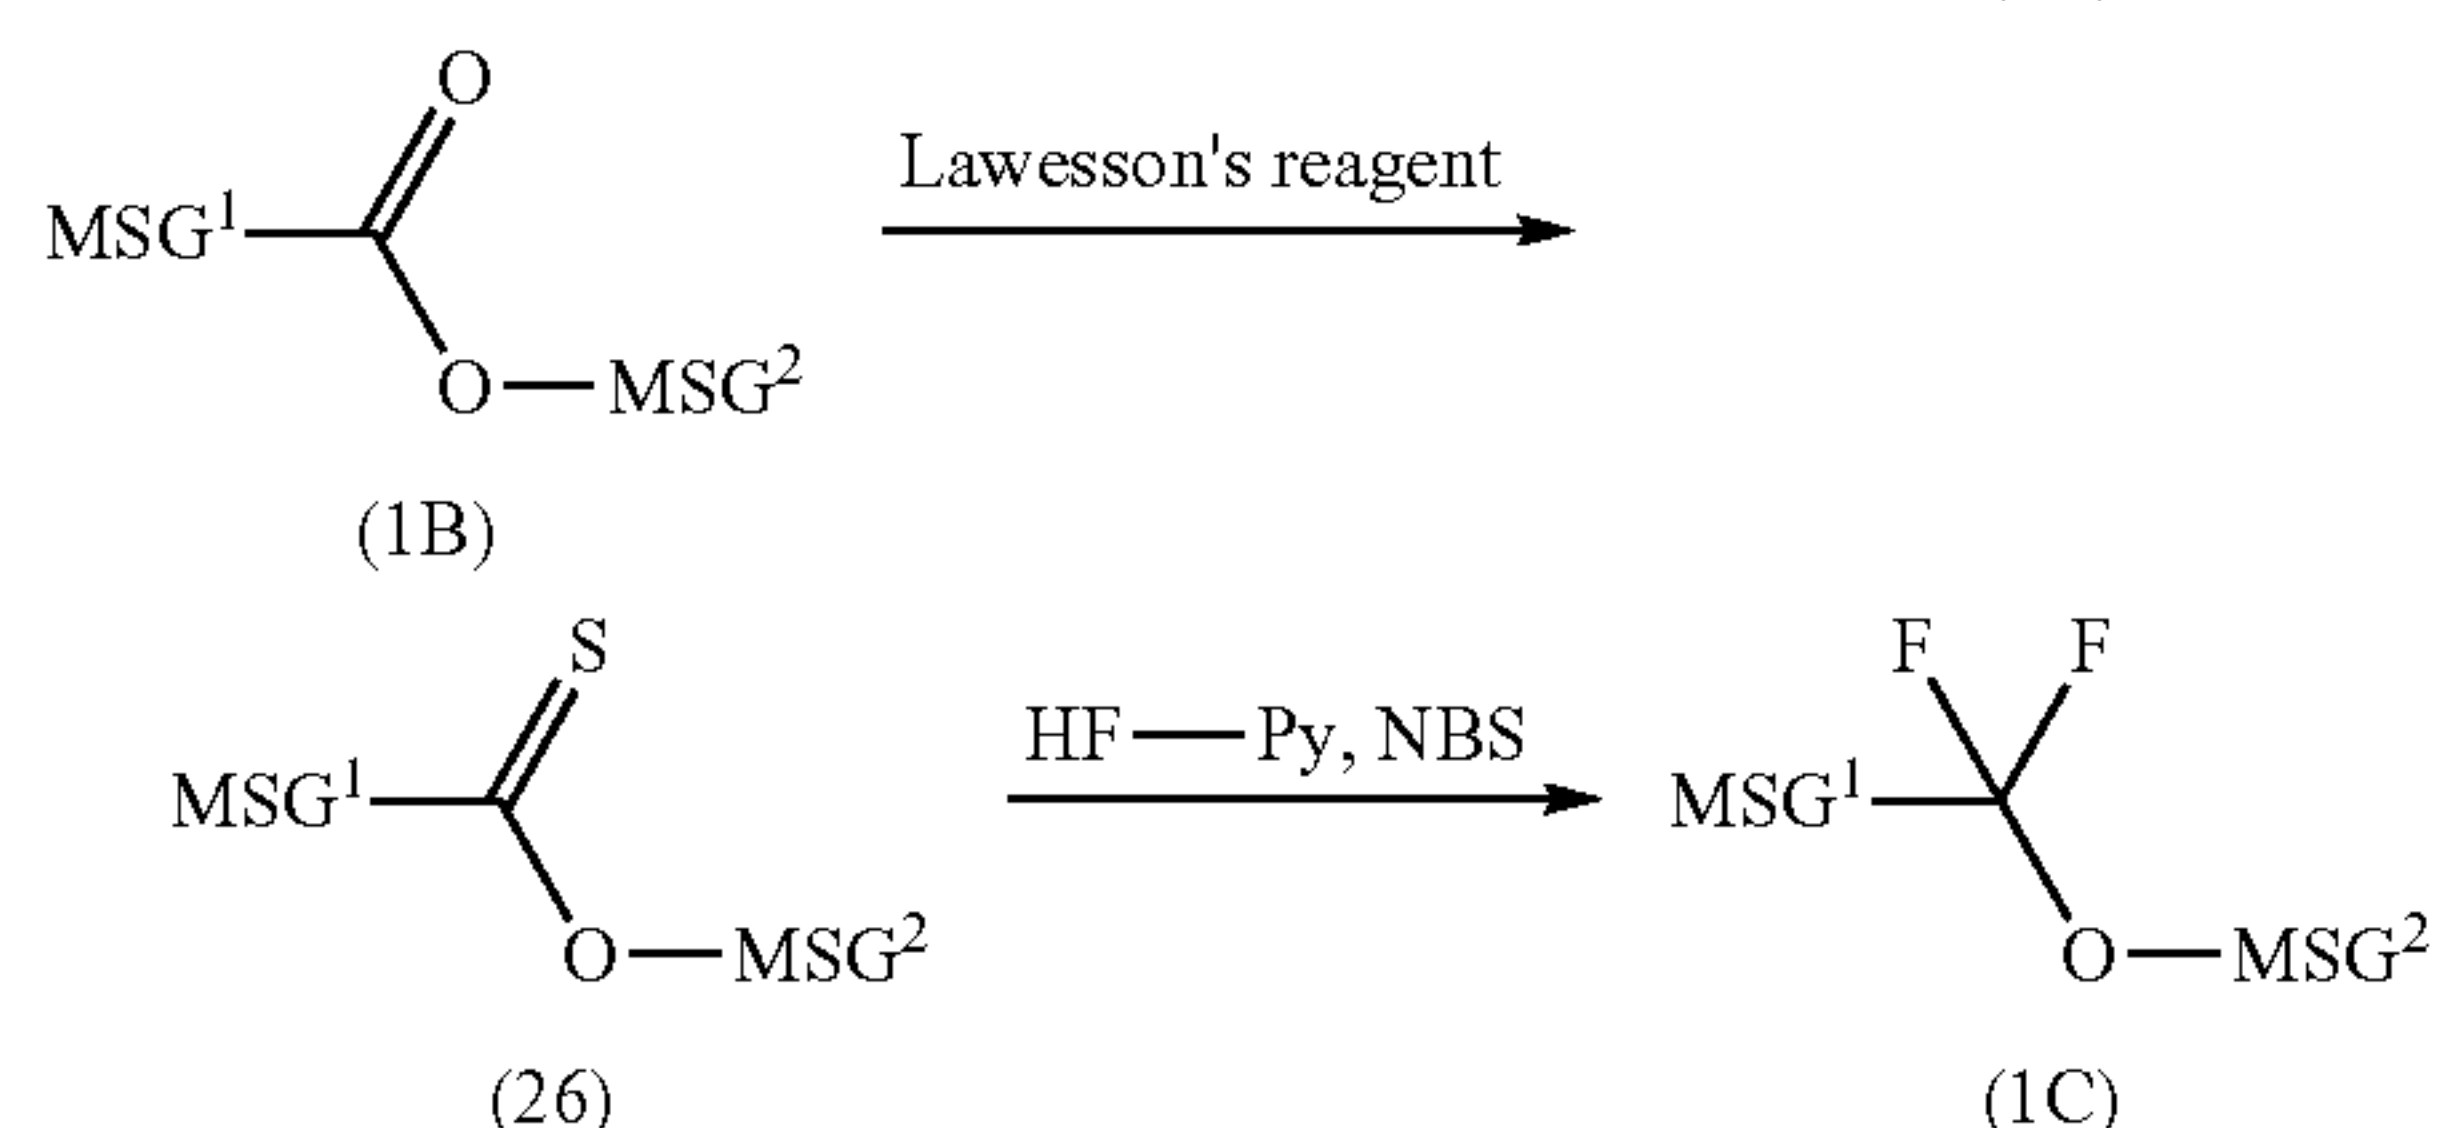 O
Lawesson's reagent
MSG¹
O—MSG²
(1B)
S
F F
HF—Py, NBS
MSG¹
MSG¹
O—MSG²
O—MSG²
(26)
(1C)